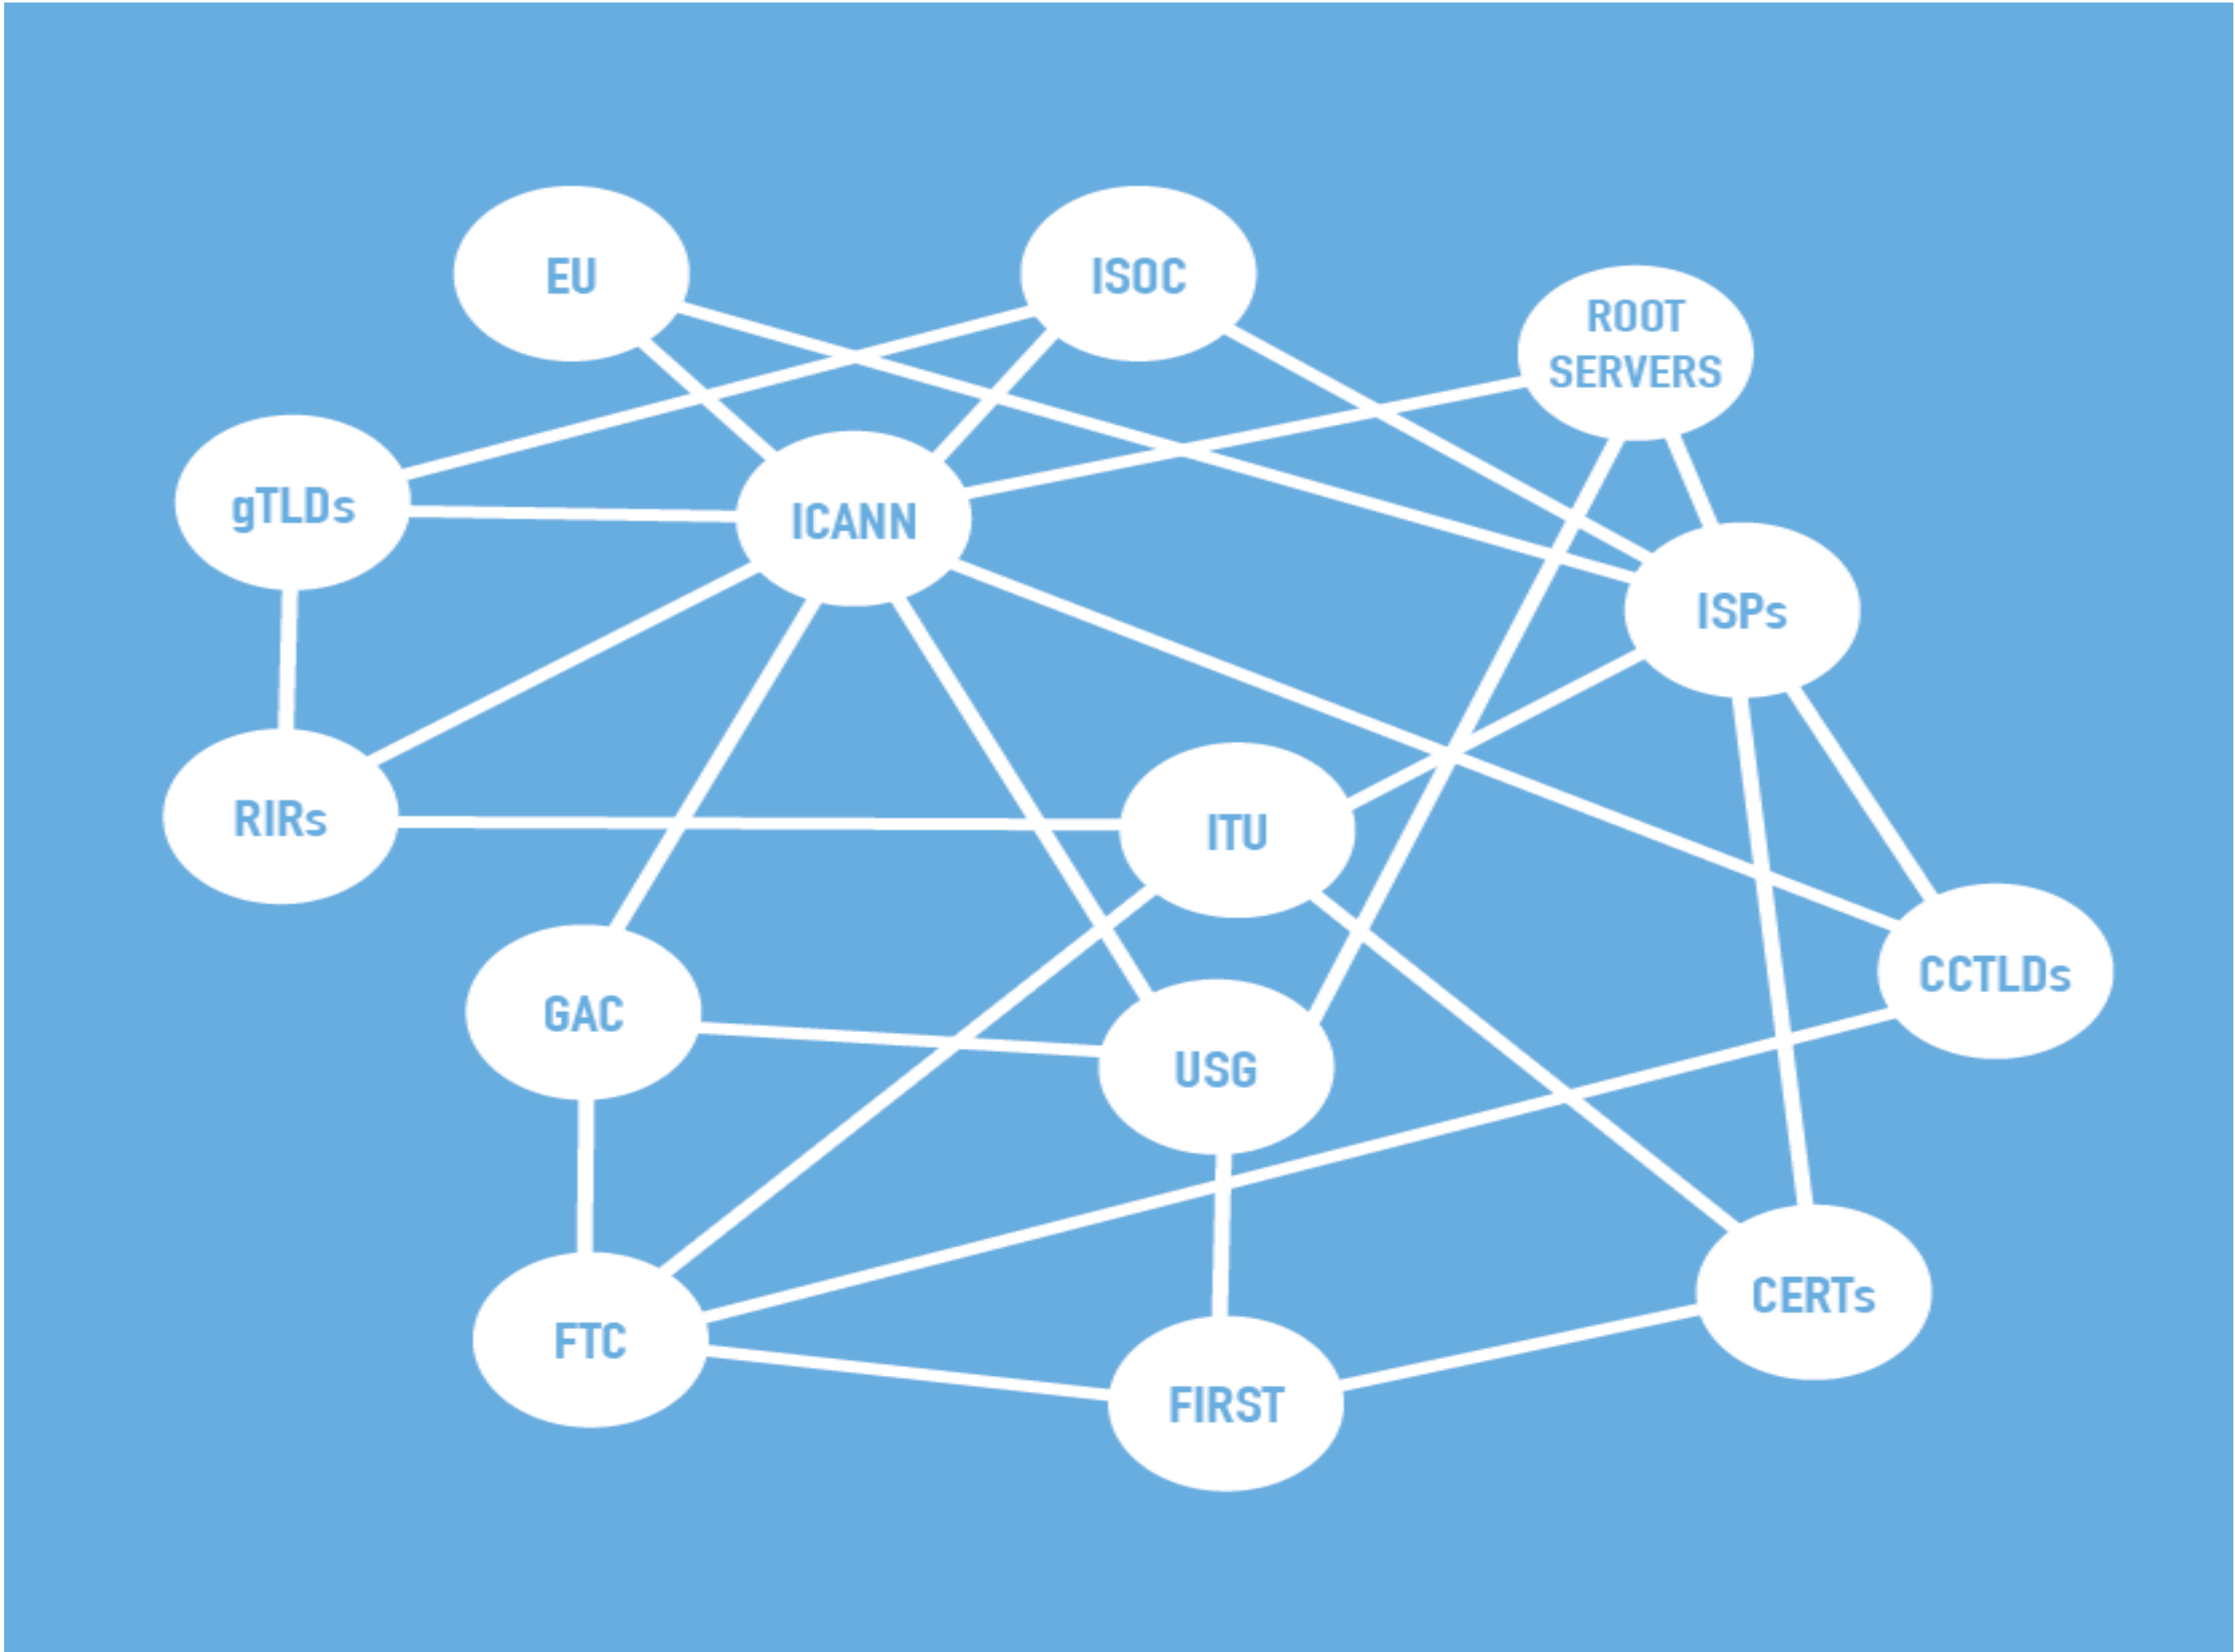 EU
ISOC
ROOT
SERVERS
gTLDs
ICANN
ISPs
RIRs
ITU
CCTLDs
GAC
USG
CERTs
FTC
FIRST